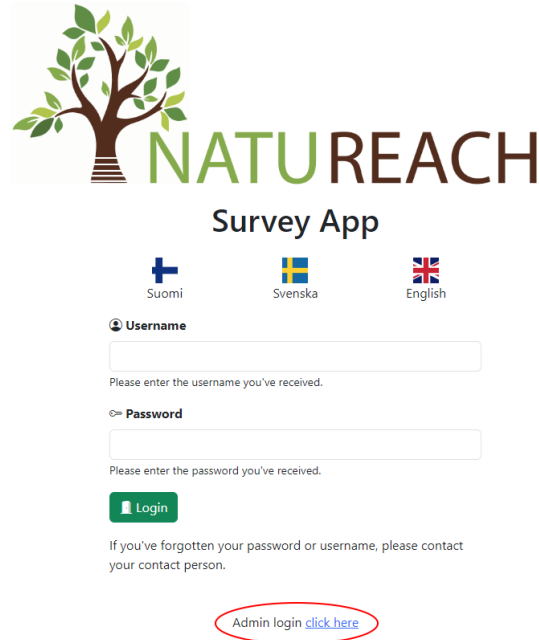 NATUREACH
Survey App
Suomi Svenska English
Username
Please enter the username you've received.
Password
Please enter the password you've received.
Login
If you've forgotten your password or username, please contact
your contact person.
Admin login click here